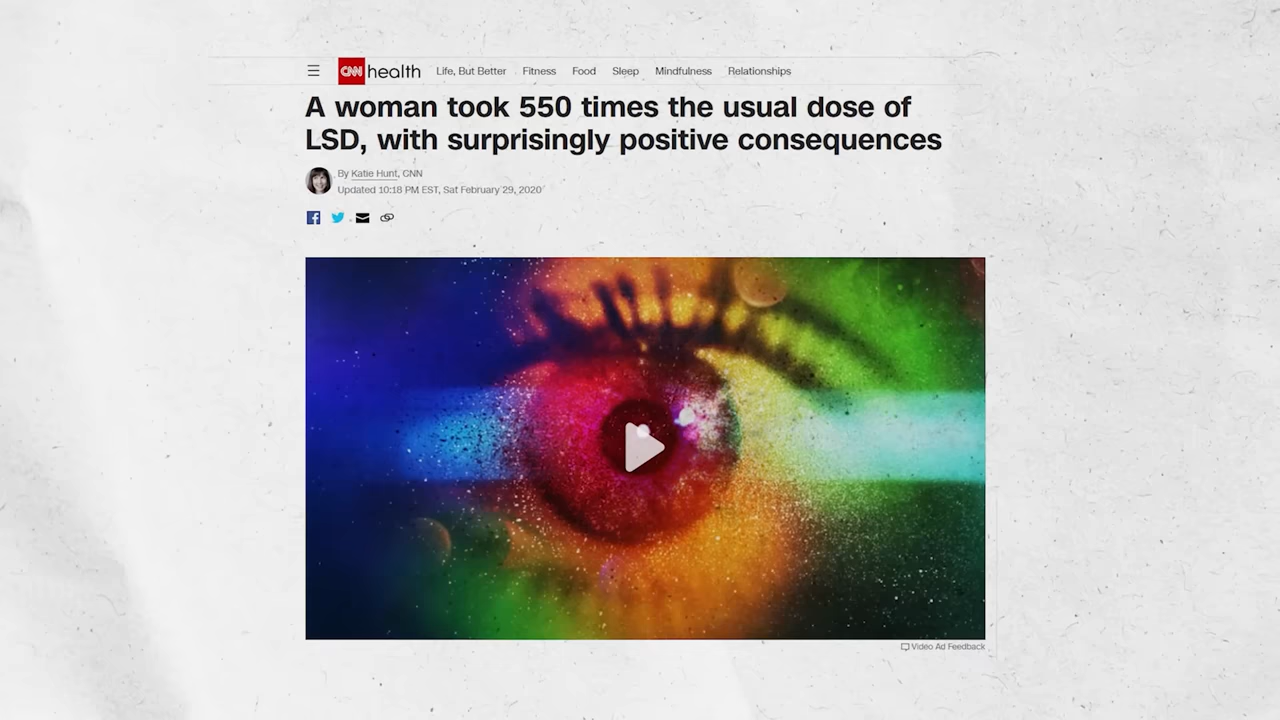 CNN health Life, But Better Fitness Food Sleep Mindfulness Relationships
A woman took 550 times the usual dose of
LSD, with surprisingly positive consequences
By Katie Hunt, CNN
Updated 10:18 PM EST, Sat February 29, 2020
Video Ad Feedback